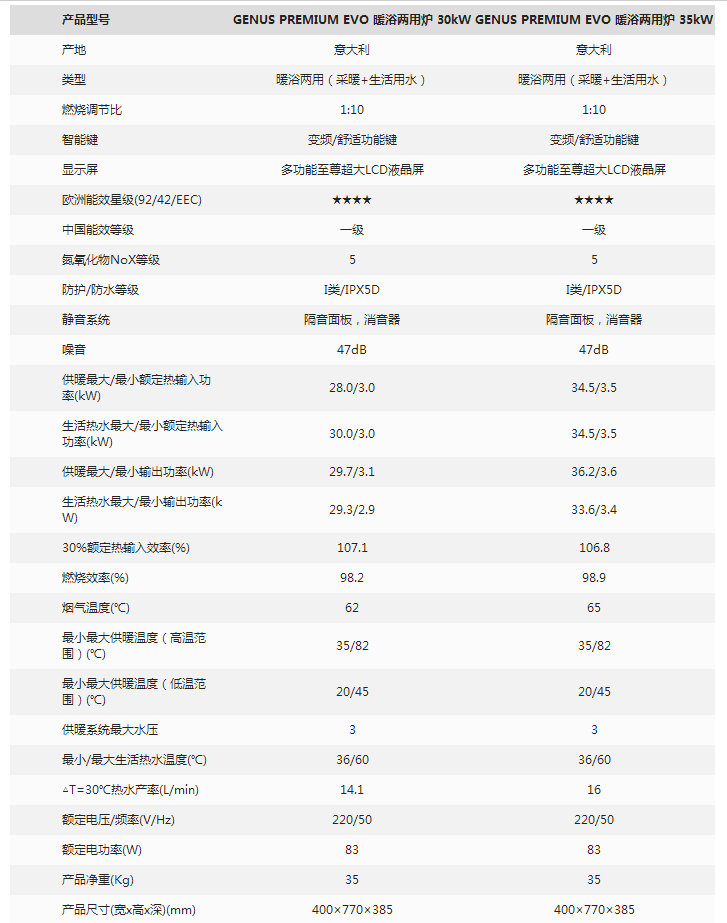 产品型号 GENUS PREMIUM EVO 暖浴两用炉 30kW GENUS PREMIUM EVO 暖浴两用炉 35kW
产地 意大利 意大利
类型 暖浴两用（采暖+生活用水） 暖浴两用（采暖+生活用水）
燃烧调节比 1:10 1:10
智能键 变频/舒适功能键 变频/舒适功能键
显示屏 多功能至尊超大LCD液晶屏 多功能至尊超大LCD液晶屏
欧洲能效星级(92/42/EEC) ★★★★ ★★★★
中国能效等级 一级 一级
氮氧化物NoX等级 5 5
防护/防水等级 I类/IPX5D I类/IPX5D
静音系统 隔音面板，消音器 隔音面板，消音器
噪音 47dB 47dB
供暖最大/最小额定热输入功
率(kW) 28.0/3.0 34.5/3.5
生活热水最大/最小额定热输入
功率(kW) 30.0/3.0 34.5/3.5
供暖最大/最小输出功率(kW) 29.7/3.1 36.2/3.6
生活热水最大/最小输出功率(k
W) 29.3/2.9 33.6/3.4
30%额定热输入效率(%) 107.1 106.8
燃烧效率(%) 98.2 98.9
烟气温度(℃) 62 65
最小最大供暖温度（高温范
围）(℃) 35/82 35/82
最小最大供暖温度（低温范
围）(℃) 20/45 20/45
供暖系统最大水压 3 3
最小/最大生活热水温度(℃) 36/60 36/60
△T=30℃热水产率(L/min) 14.1 16
额定电压/频率(V/Hz) 220/50 220/50
额定电功率(W) 83 83
产品净重(Kg) 35 35
产品尺寸(宽x高x深)(mm) 400×770×385 400×770×385